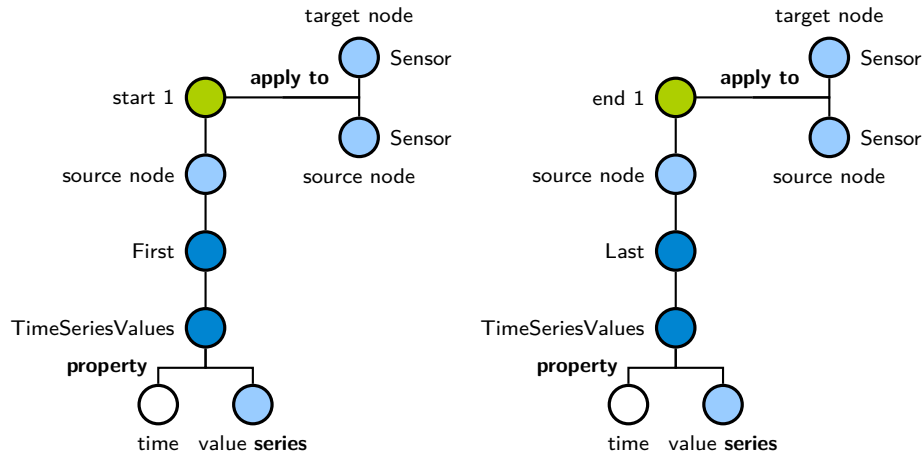 target node
Sensor
apply to
start 1
Sensor
source node
source node
First
TimeSeriesValues
property
time
value series
target node
Sensor
apply to
end 1
Sensor
source node
source node
Last
TimeSeriesValues
property
time
value series